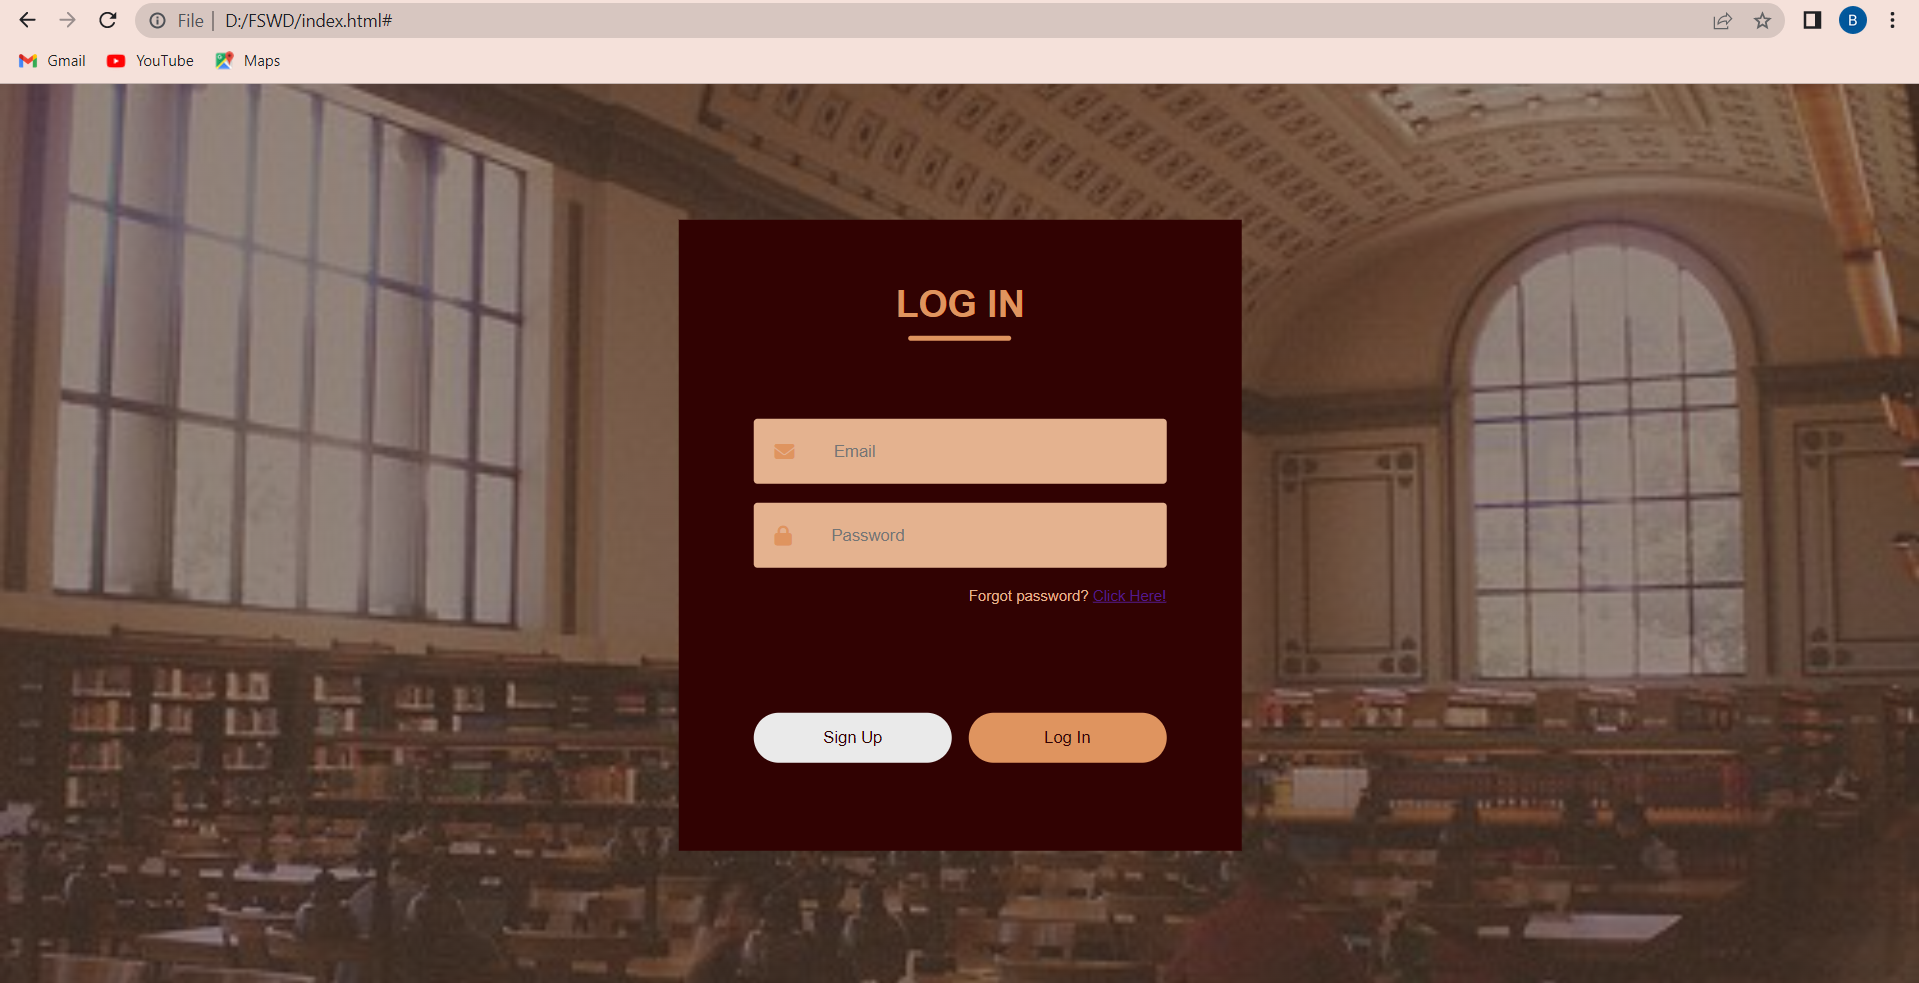 File | D:/FSWD/index.html#
B
Gmail YouTube Maps
LOG IN
Email
Password
Forgot password? Click Here!
Sign Up Log In